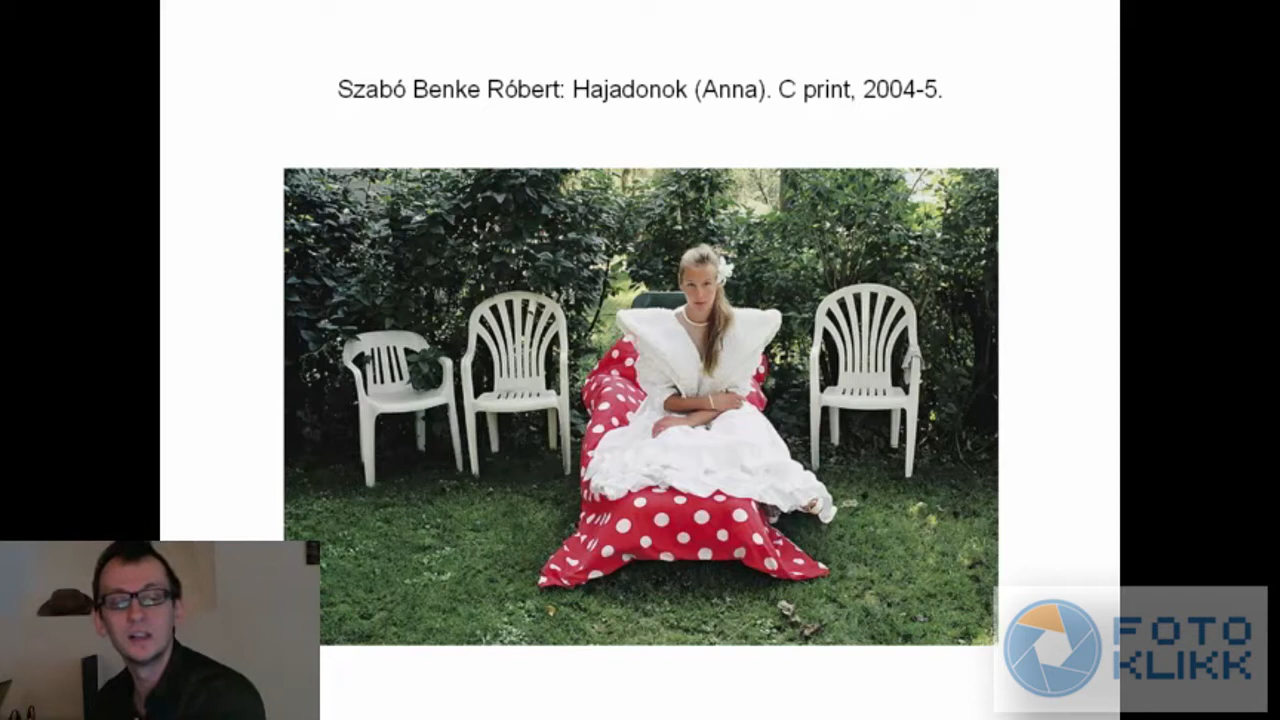 Szabó Benke Róbert: Hajadonok (Anna). C print, 2004-5.
FOTO
KLIKK